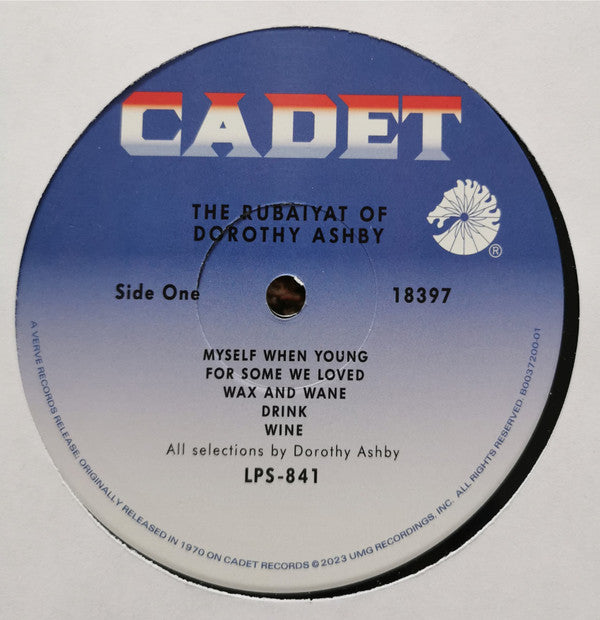 CADET
THE RUBAIYAT OF
DOROTHY ASHBY
®
Side One
18397
MYSELF WHEN YOUNG
FOR SOME WE LOVED
WAX AND WANE
DRINK
WINE
All selections by Dorothy Ashby
LPS-841
A VERVE RECORDS RELEASE; ORIGINALLY RELEASED IN 1970 ON CADET RECORDS © 2023 UMG RECORDINGS, INC. ALL RIGHTS RESERVED. B0037200-01